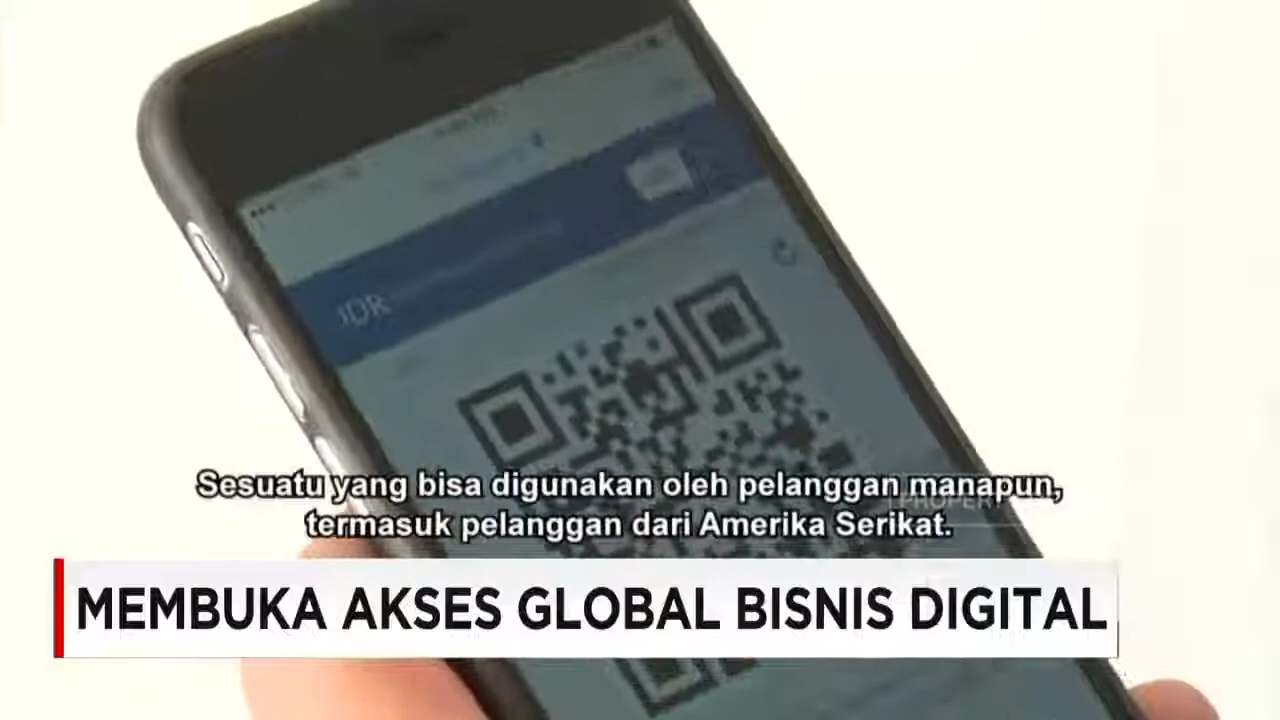 IDR
Sesuatu yang bisa digunakan oleh pelanggan manapun,
termasuk pelanggan dari Amerika Serikat.
MEMBUKA AKSES GLOBAL BISNIS DIGITAL